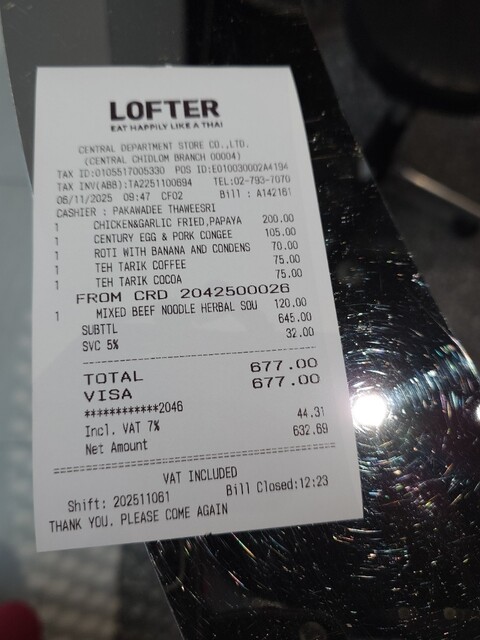 LOFTER
EAT HAPPILY LIKE A THAI
CENTRAL DEPARTMENT STORE CO.,LTD.
(CENTRAL CHIDLOM BRANCH 00004)
TAX ID:0105517005330 POS ID:E010030002A4194
TAX INV(ABB):TA2251100694 TEL:02-793-7070
06/11/2025 09:47 CF02 Bill : A142161
CASHIER : PAKAWADEE THAWEESRI
1 CHICKEN&GARLIC FRIED,PAPAYA 200.00
1 CENTURY EGG & PORK CONGEE 105.00
1 ROTI WITH BANANA AND CONDENS 70.00
1 TEH TARIK COFFEE 75.00
1 TEH TARIK COCOA 75.00
FROM CRD 2042500026
1 MIXED BEEF NOODLE HERBAL SOU 120.00
SUBTTL 645.00
SVC 5% 32.00
TOTAL 677.00
VISA 677.00
************2046
Incl. VAT 7% 44.31
Net Amount 632.69
VAT INCLUDED
Shift: 202511061 Bill Closed:12:23
THANK YOU. PLEASE COME AGAIN